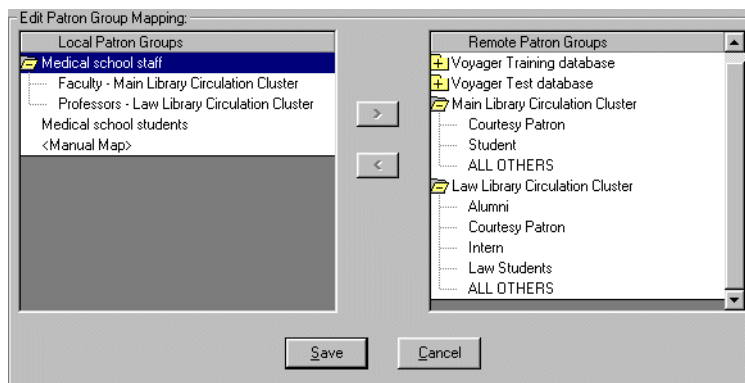 Edit Patron Group Mapping:
Local Patron Groups
Medical school staff
Faculty - Main Library Circulation Cluster
Professors - Law Library Circulation Cluster
Medical school students
<Manual Map>
>
<
Remote Patron Groups
Voyager Training database
Voyager Test database
Main Library Circulation Cluster
Courtesy Patron
Student
ALL OTHERS
Law Library Circulation Cluster
Alumni
Courtesy Patron
Intern
Law Students
ALL OTHERS
Save
Cancel